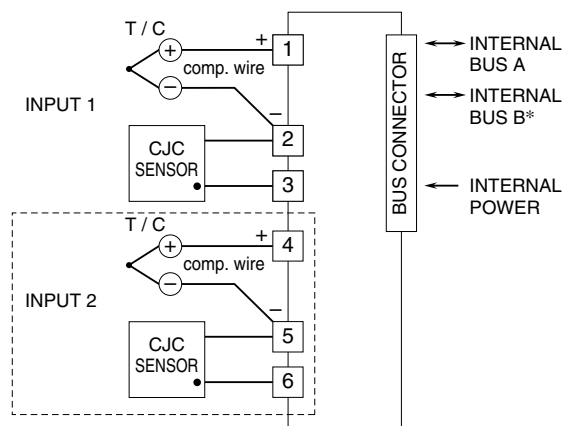 T / C
+
+
1
comp. wire
−
INPUT 1
−
2
CJC
SENSOR
3
T / C
+
+
4
comp. wire
−
INPUT 2
−
5
CJC
SENSOR
6
BUS CONNECTOR
INTERNAL
BUS A
INTERNAL
BUS B*
INTERNAL
POWER